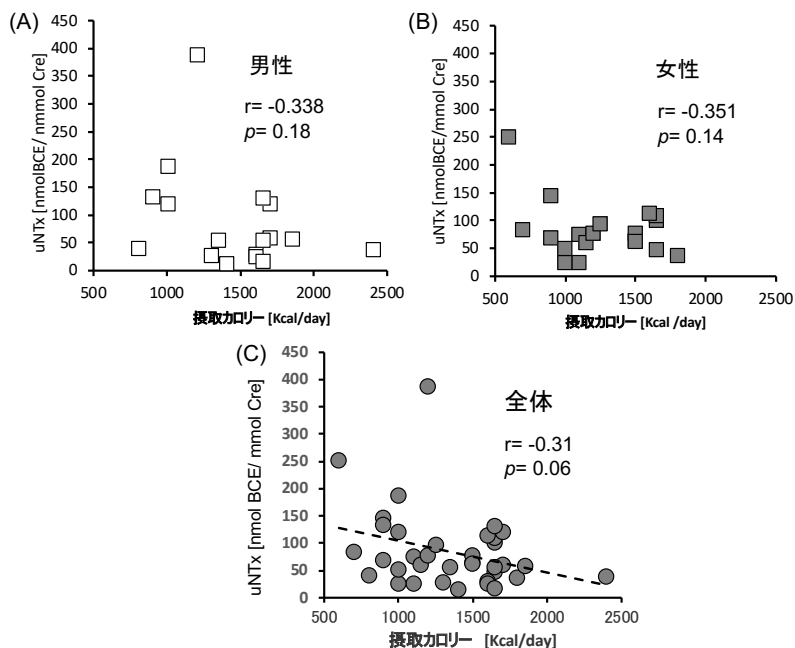 (A)
uNTx [nmolBCE/ nmmol Cre]
450
400
350
300
250
200
150
100
50
0
男性
r= -0.338
p= 0.18
500
1000
1500
2000
2500
摂取カロリー [Kcal/day]
(B)
uNTx [nmolBCE/mmol Cre]
450
400
350
300
250
200
150
100
50
0
女性
r= -0.351
p= 0.14
500
1000
1500
2000
2500
摂取カロリー [Kcal /day]
(C)
uNTx [nmol BCE/ mmol Cre]
450
400
350
300
250
200
150
100
50
0
全体
r= -0.31
p= 0.06
500
1000
1500
2000
2500
摂取カロリー [Kcal/day]